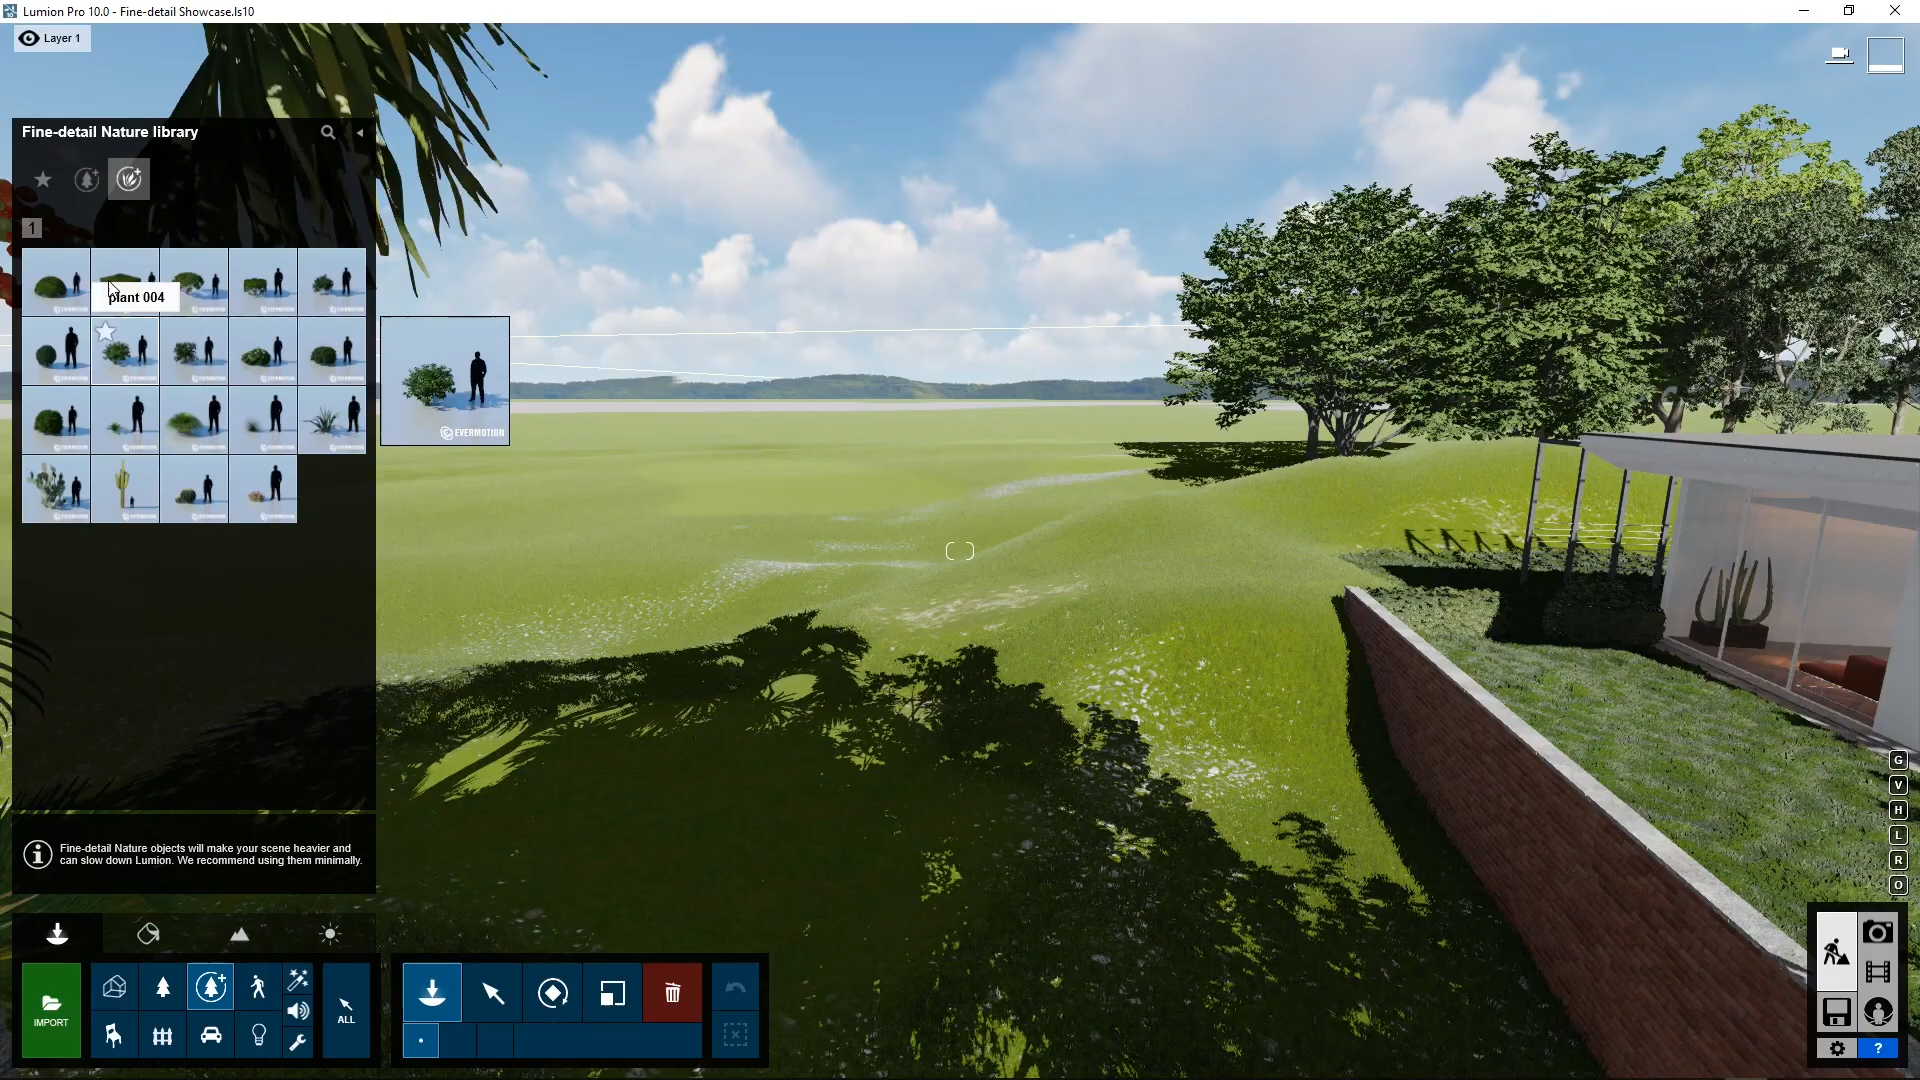 Lumion Pro 10.0 - Fine-detail Showcase.ls10
Layer 1
Fine-detail Nature library
1
plant 004
EVERMOTION
Fine-detail Nature objects will make your scene heavier and
can slow down Lumion. We recommend using them minimally.
IMPORT
ALL
G
V
H
L
R
O
?